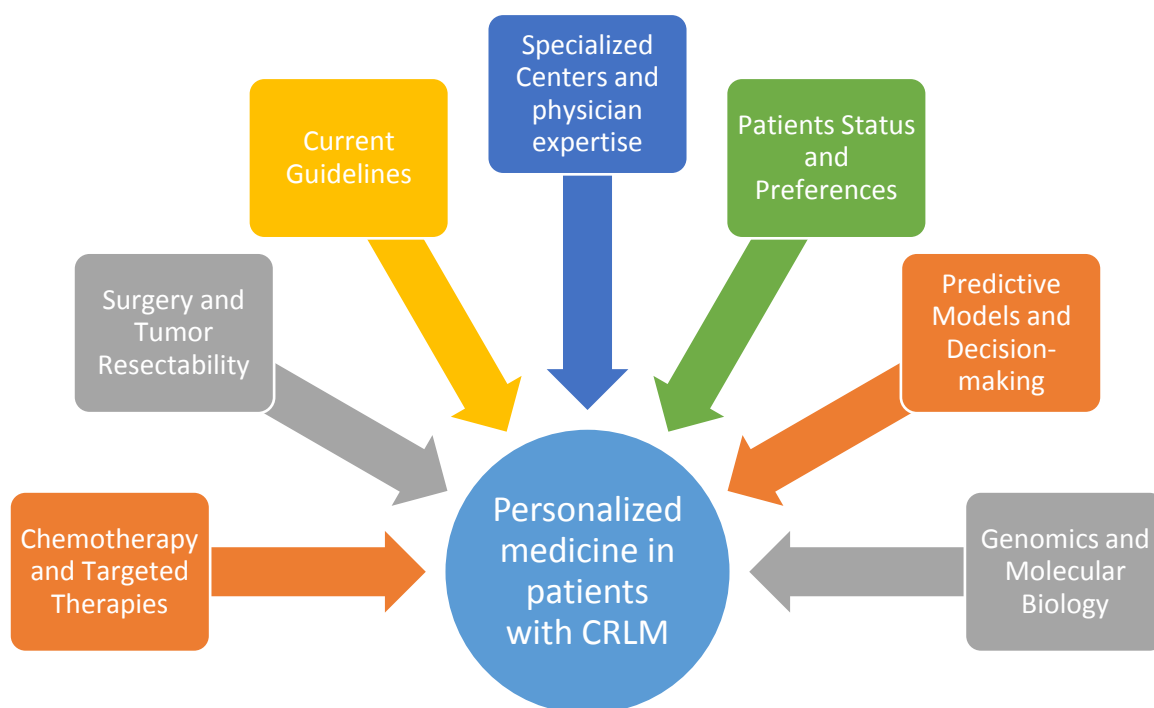 Specialized
Centers and
physician
expertise
Current
Guidelines
Patients Status
and
Preferences
Surgery and
Tumor
Resectability
Predictive
Models and
Decision-
making
Chemotherapy
and Targeted
Therapies
Personalized
medicine in
patients
with CRLM
Genomics and
Molecular
Biology